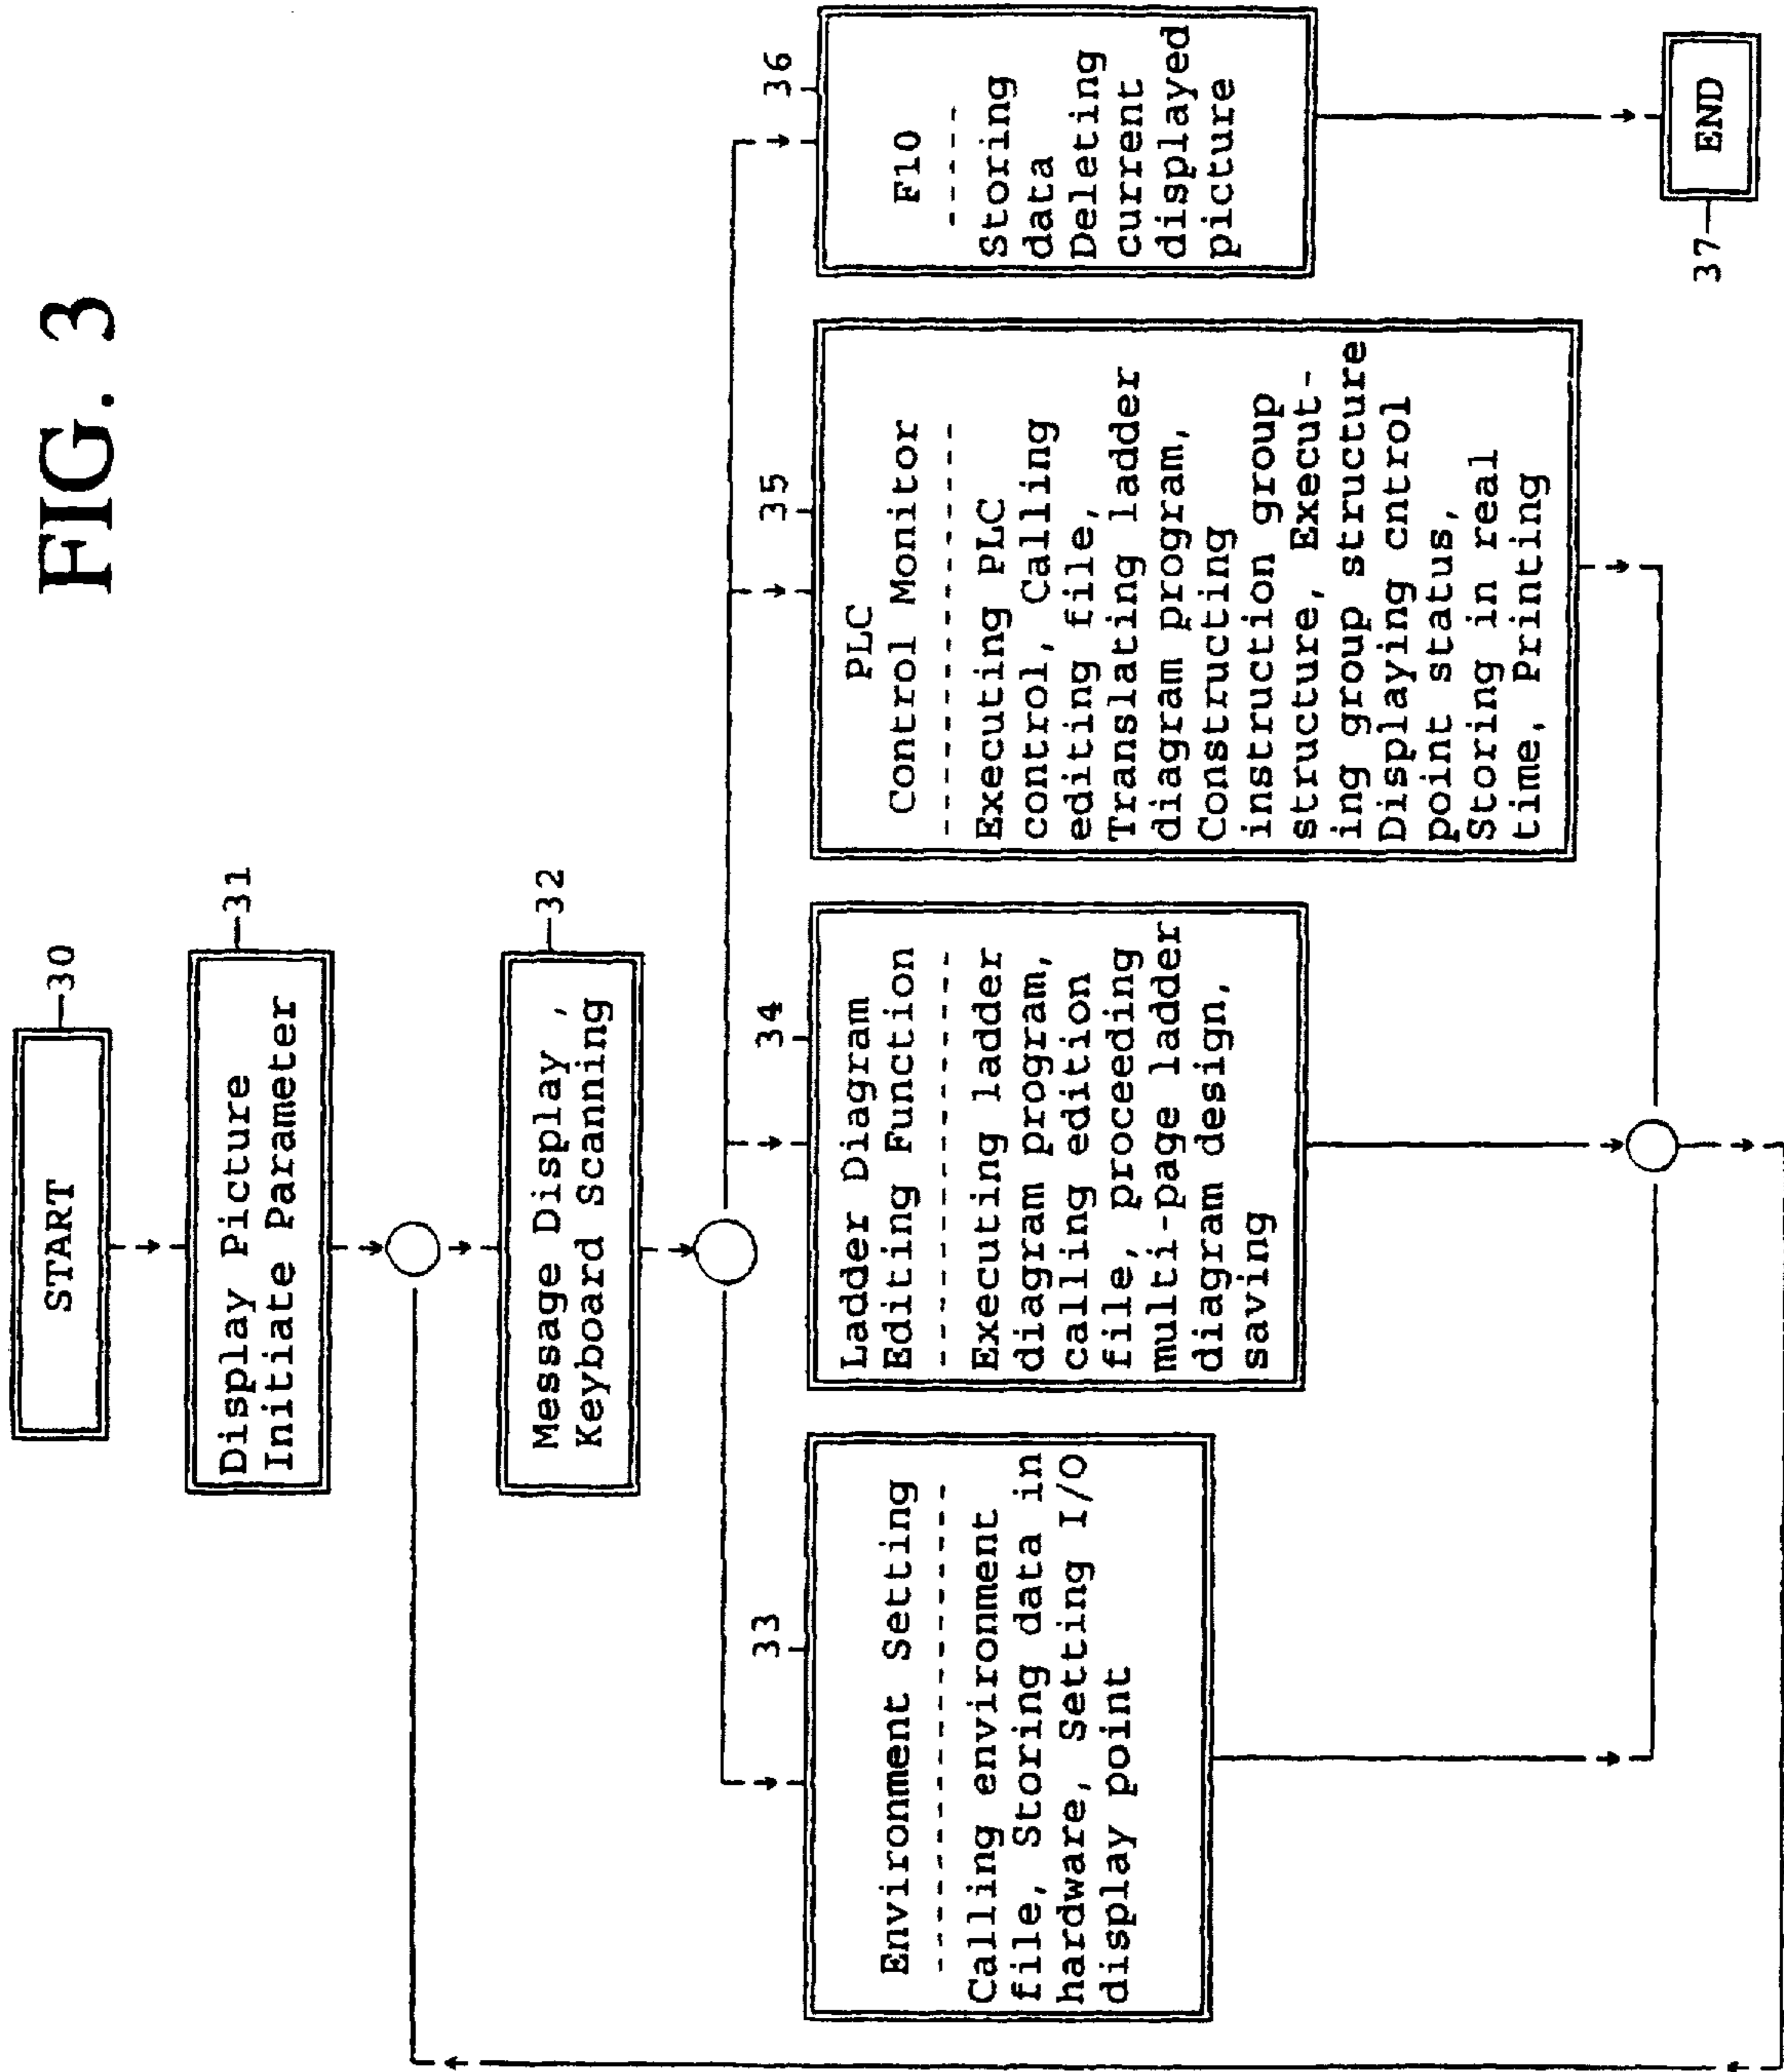 FIG. 3
START
30
Display Picture
Initiate Parameter
31
Message Display ,
Keyboard Scanning
32
33
Environment Setting
Calling environment
file, Storing data in
hardware, Setting I/O
display point
34
Ladder Diagram
Editing Function
Executing ladder
diagram program,
calling edition
file, proceeding
multi-page ladder
diagram design,
saving
35
PLC
Control Monitor
Executing PLC
control, Calling
editing file,
Translating ladder
diagram program,
Constructing
instruction group
structure, Execut-
ing group structure
Displaying cntrol
point status,
Storing in real
time, Printing
36
F10
Storing
data
Deleting
current
displayed
picture
37
END